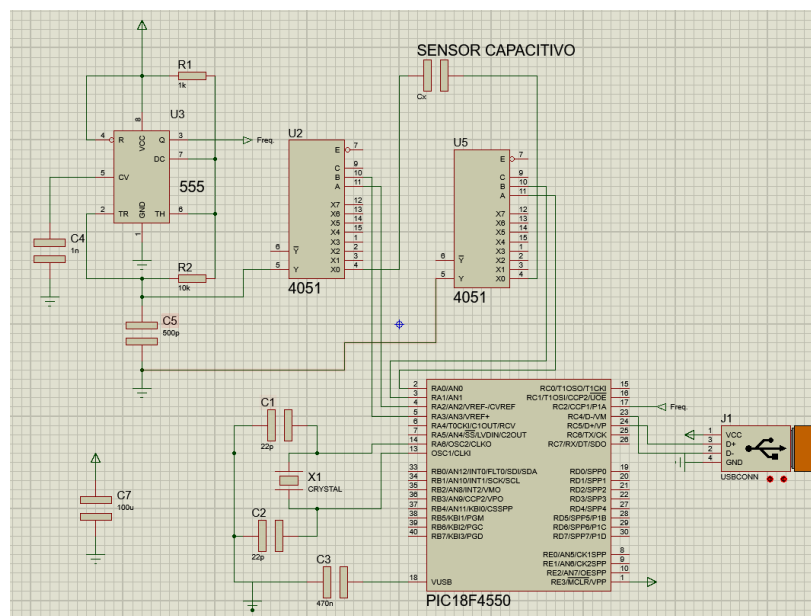 SENSOR CAPACITIVO
Cx
R1
1k
U3
4
R
VCC
8
Q
3
Freq.
DC
7
5
CV
555
2
TR
GND
1
TH
6
C4
1n
R2
10k
C5
500p
U2
E
7
C
9
B
10
A
11
X7
12
X6
13
X5
14
X4
15
X3
1
X2
2
X1
3
X0
4
6
Y
5
Y
4051
U5
E
7
C
9
B
10
A
11
X7
12
X6
13
X5
14
X4
15
X3
1
X2
2
X1
3
X0
4
6
Y
5
Y
4051
C1
22p
X1
CRYSTAL
C2
22p
C3
470n
C7
100u
2 RA0/AN0 RC0/T1OSO/T1CKI 15
3 RA1/AN1 RC1/T1OSI/CCP2/UOE 16
4 RA2/AN2/VREF-/CVREF RC2/CCP1/P1A 17 Freq.
5 RA3/AN3/VREF+ RC4/D-/VM 23
6 RA4/T0CKI/C1OUT/RCV RC5/D+/VP 24
7 RA5/AN4/SS/LVDIN/C2OUT RC6/TX/CK 25
14 RA6/OSC2/CLKO RC7/RX/DT/SDO 26
13 OSC1/CLKI
33 RB0/AN12/INT0/FLT0/SDI/SDA RD0/SPP0 19
34 RB1/AN10/INT1/SCK/SCL RD1/SPP1 20
35 RB2/AN8/INT2/VMO RD2/SPP2 21
36 RB3/AN9/CCP2/VPO RD3/SPP3 22
37 RB4/AN11/KBI0/CSSPP RD4/SPP4 27
38 RB5/KBI1/PGM RD5/SPP5/P1B 28
39 RB6/KBI2/PGC RD6/SPP6/P1C 29
40 RB7/KBI3/PGD RD7/SPP7/P1D 30
RE0/AN5/CK1SPP 8
RE1/AN6/CK2SPP 9
RE2/AN7/OESPP 10
18 VUSB RE3/MCLR/VPP 1
PIC18F4550
J1
1 VCC
3 D+
2 D-
4 GND
USBCONN